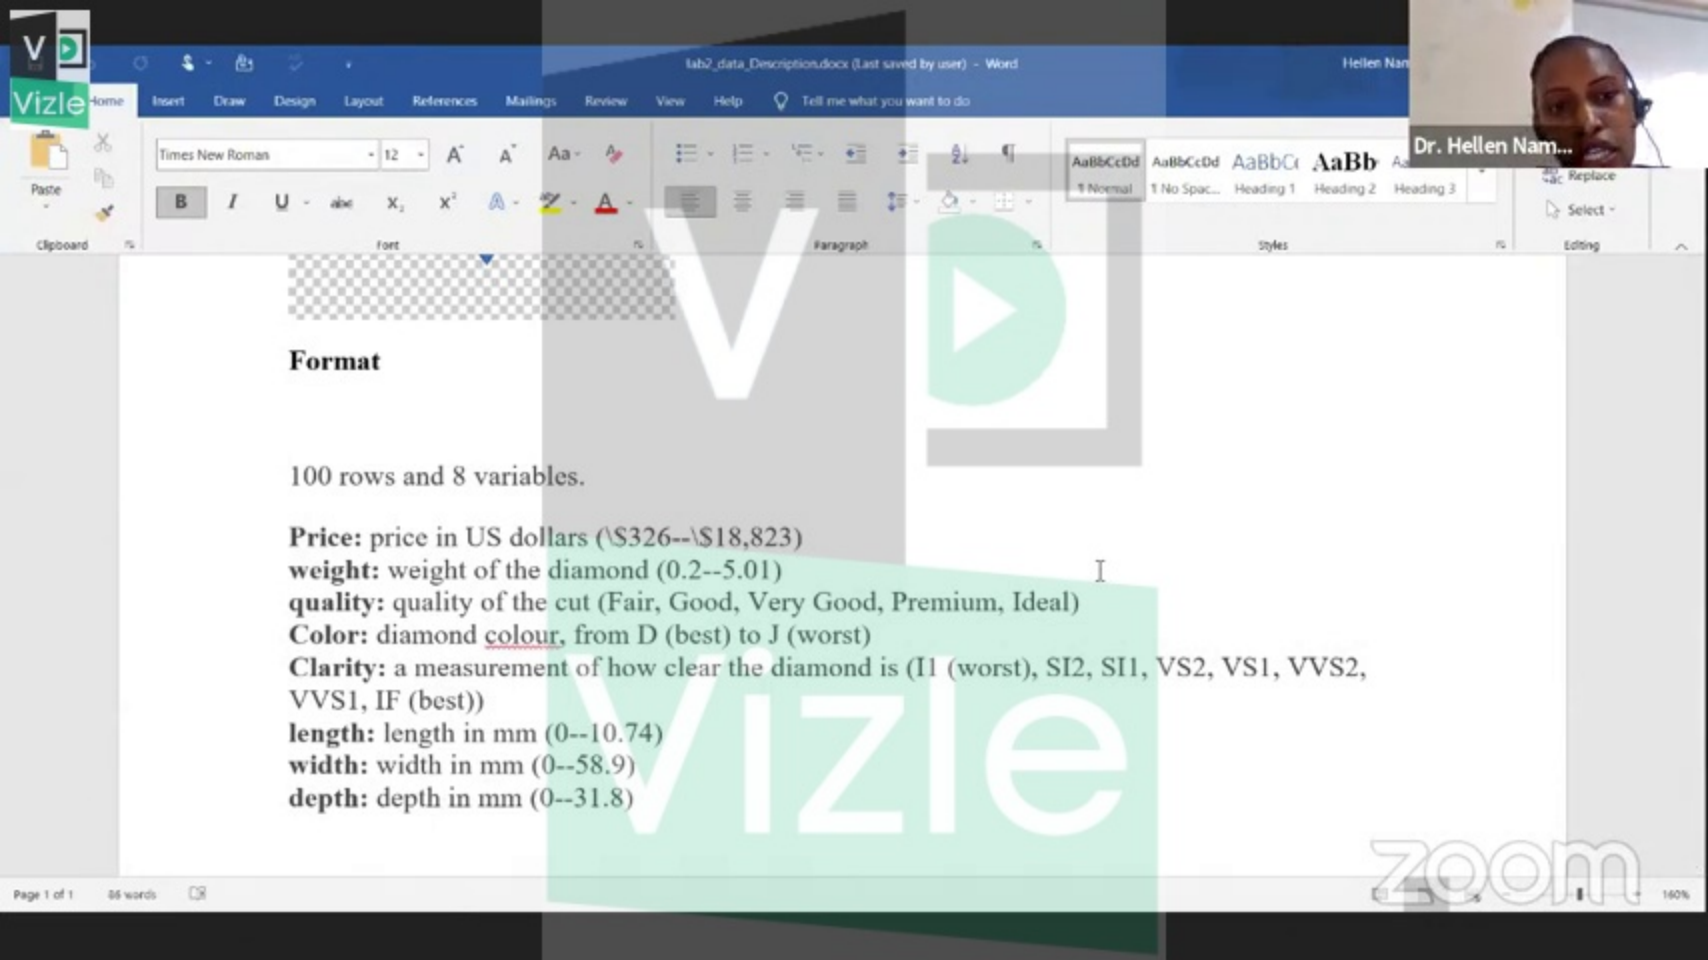 V
Vizle
lab2_data_Description.docx (Last saved by user) - Word
Hellen Nam
Home Insert Draw Design Layout References Mailings Review View Help Tell me what you want to do
Dr. Hellen Nam...
Paste
Times New Roman 12
Aa
B I U abc X₂ X² A A
AaBbCcDd AaBbCcDd AaBbCc AaBb
¶ Normal ¶ No Spac... Heading 1 Heading 2 Heading 3
Replace
Select
Clipboard Font Paragraph Styles Editing
V
Format
100 rows and 8 variables.
Price: price in US dollars (\$326--\$18,823)
weight: weight of the diamond (0.2--5.01)
quality: quality of the cut (Fair, Good, Very Good, Premium, Ideal)
Color: diamond colour, from D (best) to J (worst)
Clarity: a measurement of how clear the diamond is (I1 (worst), SI2, SI1, VS2, VS1, VVS2,
VVS1, IF (best))
length: length in mm (0--10.74)
width: width in mm (0--58.9)
depth: depth in mm (0--31.8)
Vizle
zoom
Page 1 of 1 86 words 160%